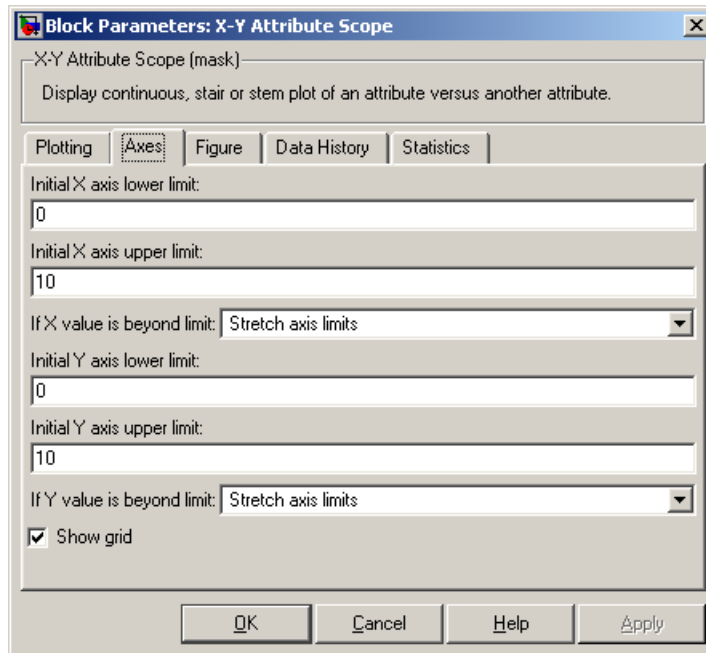 Block Parameters: X-Y Attribute Scope
X-Y Attribute Scope (mask)
Display continuous, stair or stem plot of an attribute versus another attribute.
Plotting Axes Figure Data History Statistics
Initial X axis lower limit:
0
Initial X axis upper limit:
10
If X value is beyond limit: Stretch axis limits
Initial Y axis lower limit:
0
Initial Y axis upper limit:
10
If Y value is beyond limit: Stretch axis limits
Show grid
OK Cancel Help Apply